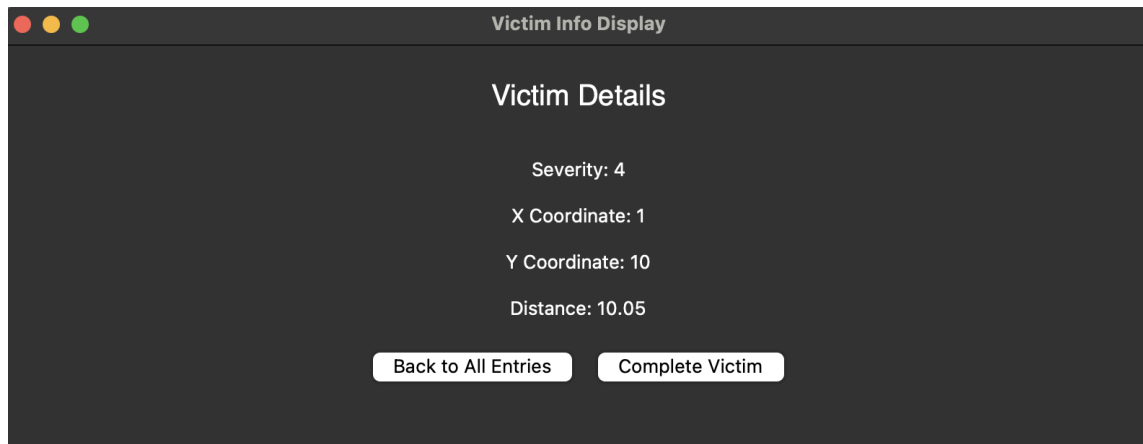 Victim Info Display
Victim Details
Severity: 4
X Coordinate: 1
Y Coordinate: 10
Distance: 10.05
Back to All Entries
Complete Victim